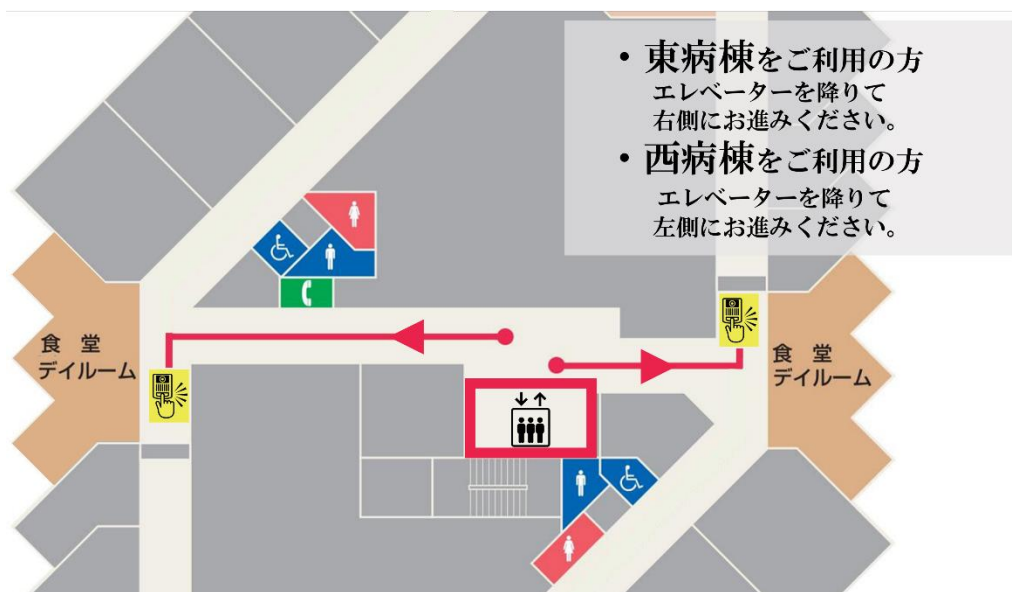 ・東病棟をご利用の方
エレベーターを降りて
右側にお進みください。
・西病棟をご利用の方
エレベーターを降りて
左側にお進みください。
食 堂
デイルーム
食 堂
デイルーム